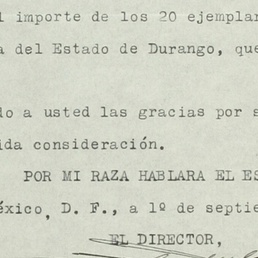 l importe de los 20 ejemplar
a del Estado de Durango, que
do a usted las gracias por s
ida consideración.
POR MI RAZA HABLARA EL ES
éxico, D. F., a 1º de septie
EL DIRECTOR,